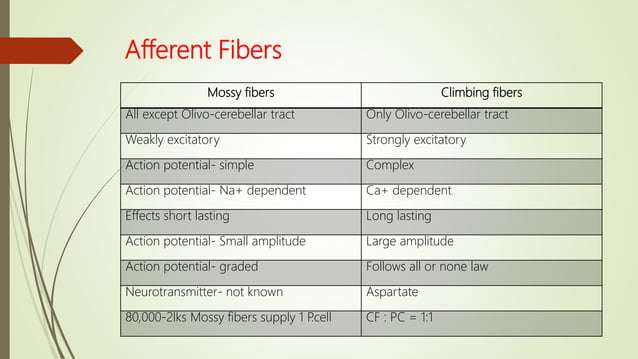 Afferent Fibers
Mossy fibers Climbing fibers
All except Olivo-cerebellar tract Only Olivo-cerebellar tract
Weakly excitatory Strongly excitatory
Action potential- simple Complex
Action potential- Na+ dependent Ca+ dependent
Effects short lasting Long lasting
Action potential- Small amplitude Large amplitude
Action potential- graded Follows all or none law
Neurotransmitter- not known Aspartate
80,000-2lks Mossy fibers supply 1 P.cell CF : PC = 1:1